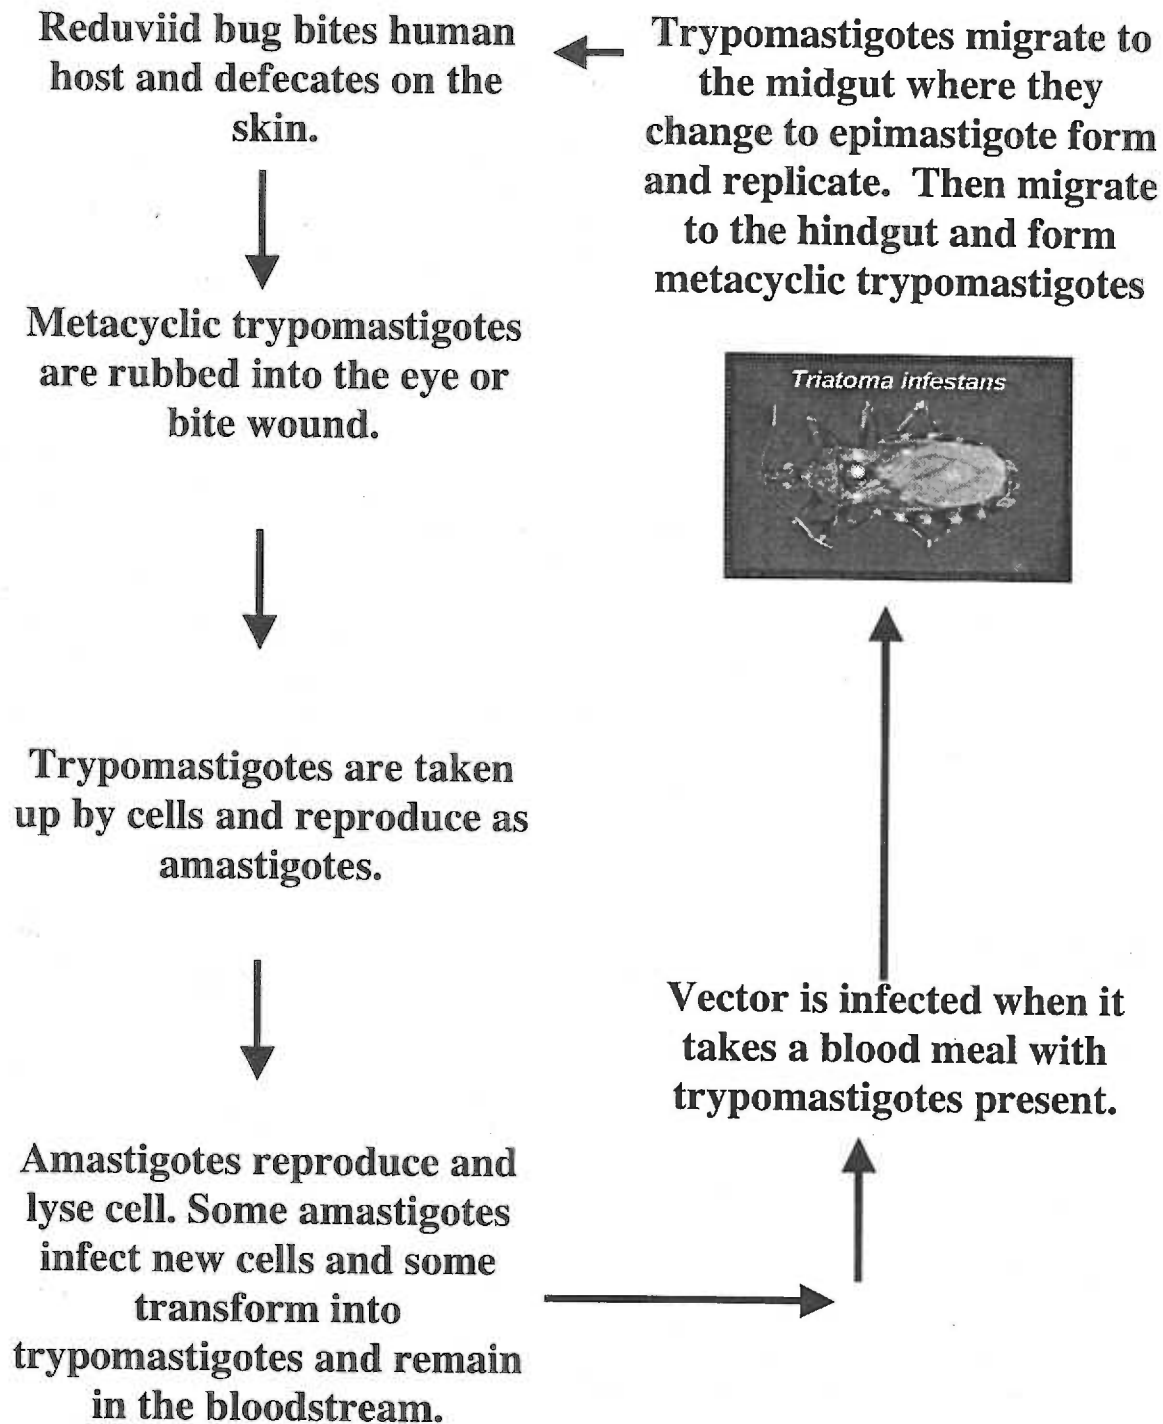 Reduviid bug bites human
host and defecates on the
skin.
Metacyclic trypomastigotes
are rubbed into the eye or
bite wound.
Trypomastigotes are taken
up by cells and reproduce as
amastigotes.
Amastigotes reproduce and
lyse cell. Some amastigotes
infect new cells and some
transform into
trypomastigotes and remain
in the bloodstream.
Vector is infected when it
takes a blood meal with
trypomastigotes present.
Triatoma infestans
Trypomastigotes migrate to
the midgut where they
change to epimastigote form
and replicate. Then migrate
to the hindgut and form
metacyclic trypomastigotes